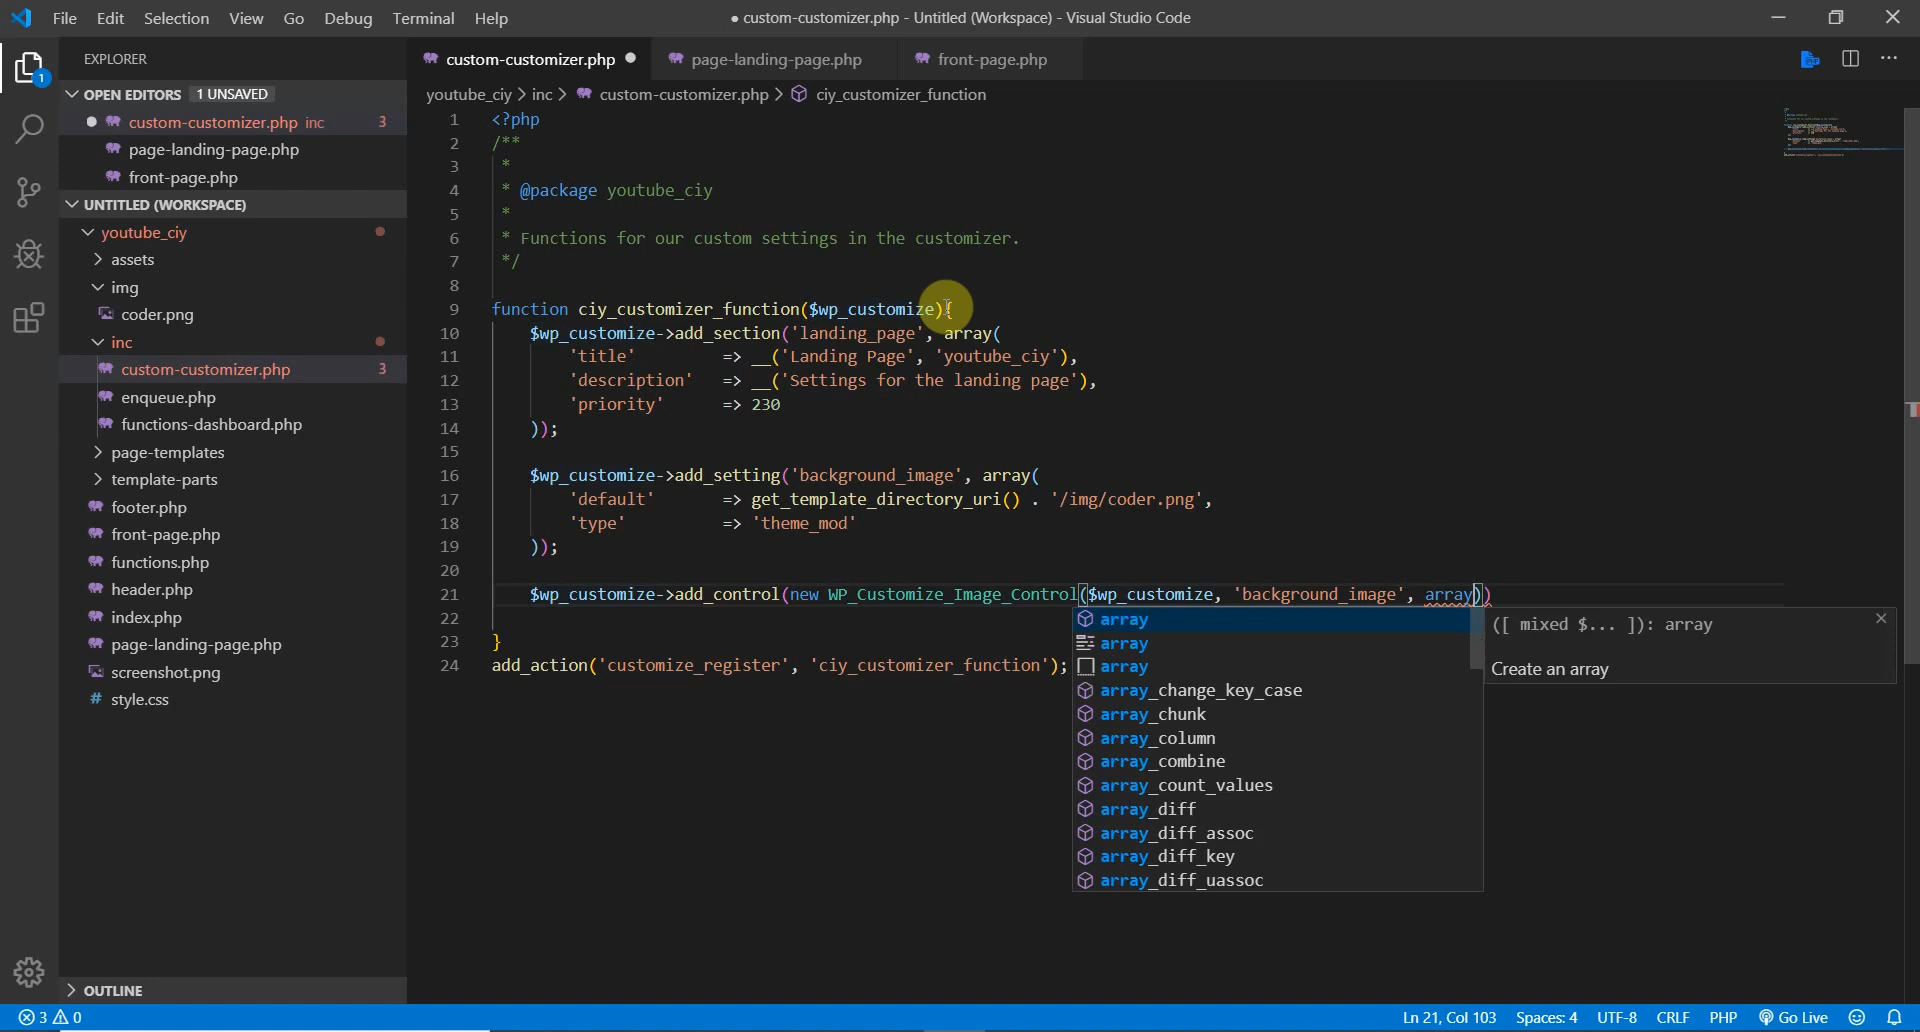 File Edit Selection View Go Debug Terminal Help
● custom-customizer.php - Untitled (Workspace) - Visual Studio Code
EXPLORER
OPEN EDITORS 1 UNSAVED
custom-customizer.php inc 3
page-landing-page.php
front-page.php
UNTITLED (WORKSPACE)
youtube_ciy
assets
img
coder.png
inc
custom-customizer.php 3
enqueue.php
functions-dashboard.php
page-templates
template-parts
footer.php
front-page.php
functions.php
header.php
index.php
page-landing-page.php
screenshot.png
# style.css
OUTLINE
1
custom-customizer.php page-landing-page.php front-page.php
youtube_ciy > inc > custom-customizer.php > ciy_customizer_function
1 <?php
2 /**
3 *
4 * @package youtube_ciy
5 *
6 * Functions for our custom settings in the customizer.
7 */
8
9 function ciy_customizer_function($wp_customize){
10 $wp_customize->add_section('landing_page', array(
11 'title' => __('Landing Page', 'youtube_ciy'),
12 'description' => __('Settings for the landing page'),
13 'priority' => 230
14 ));
15
16 $wp_customize->add_setting('background_image', array(
17 'default' => get_template_directory_uri() . '/img/coder.png',
18 'type' => 'theme_mod'
19 ));
20
21 $wp_customize->add_control(new WP_Customize_Image_Control($wp_customize, 'background_image', array))
22
23 }
24 add_action('customize_register', 'ciy_customizer_function');
array
array
array
array_change_key_case
array_chunk
array_column
array_combine
array_count_values
array_diff
array_diff_assoc
array_diff_key
array_diff_uassoc
([ mixed $... ]): array
Create an array
3 0
Ln 21, Col 103 Spaces: 4 UTF-8 CRLF PHP Go Live